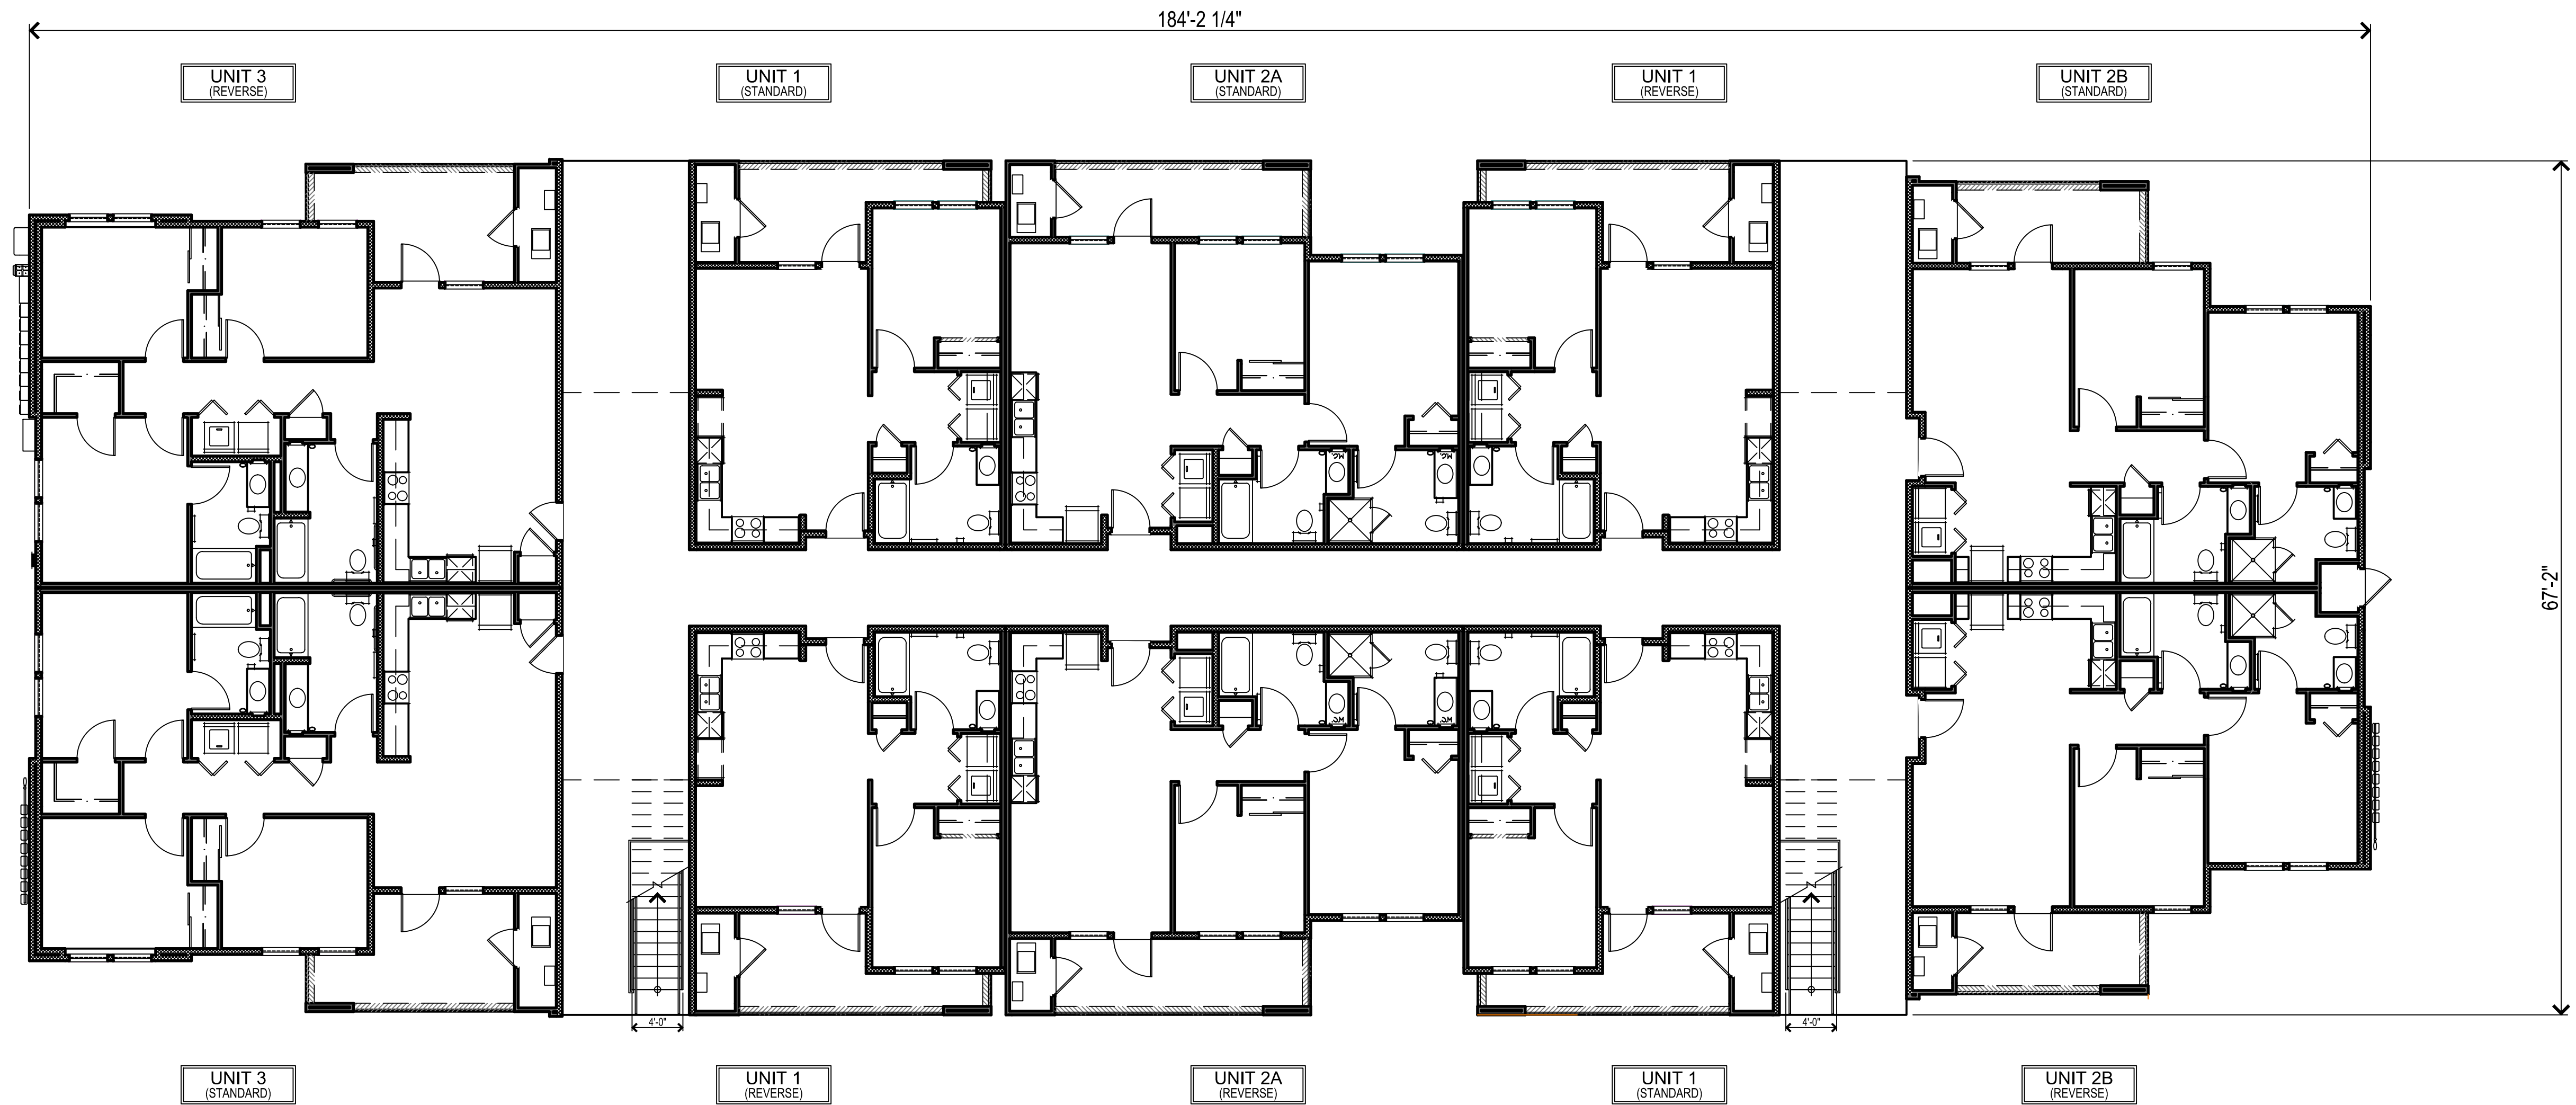 184'-2 1/4"
UNIT 3
(REVERSE)
UNIT 1
(STANDARD)
UNIT 2A
(STANDARD)
UNIT 1
(REVERSE)
UNIT 2B
(STANDARD)
67'-2"
4'-0"
4'-0"
UNIT 3
(STANDARD)
UNIT 1
(REVERSE)
UNIT 2A
(REVERSE)
UNIT 1
(STANDARD)
UNIT 2B
(REVERSE)